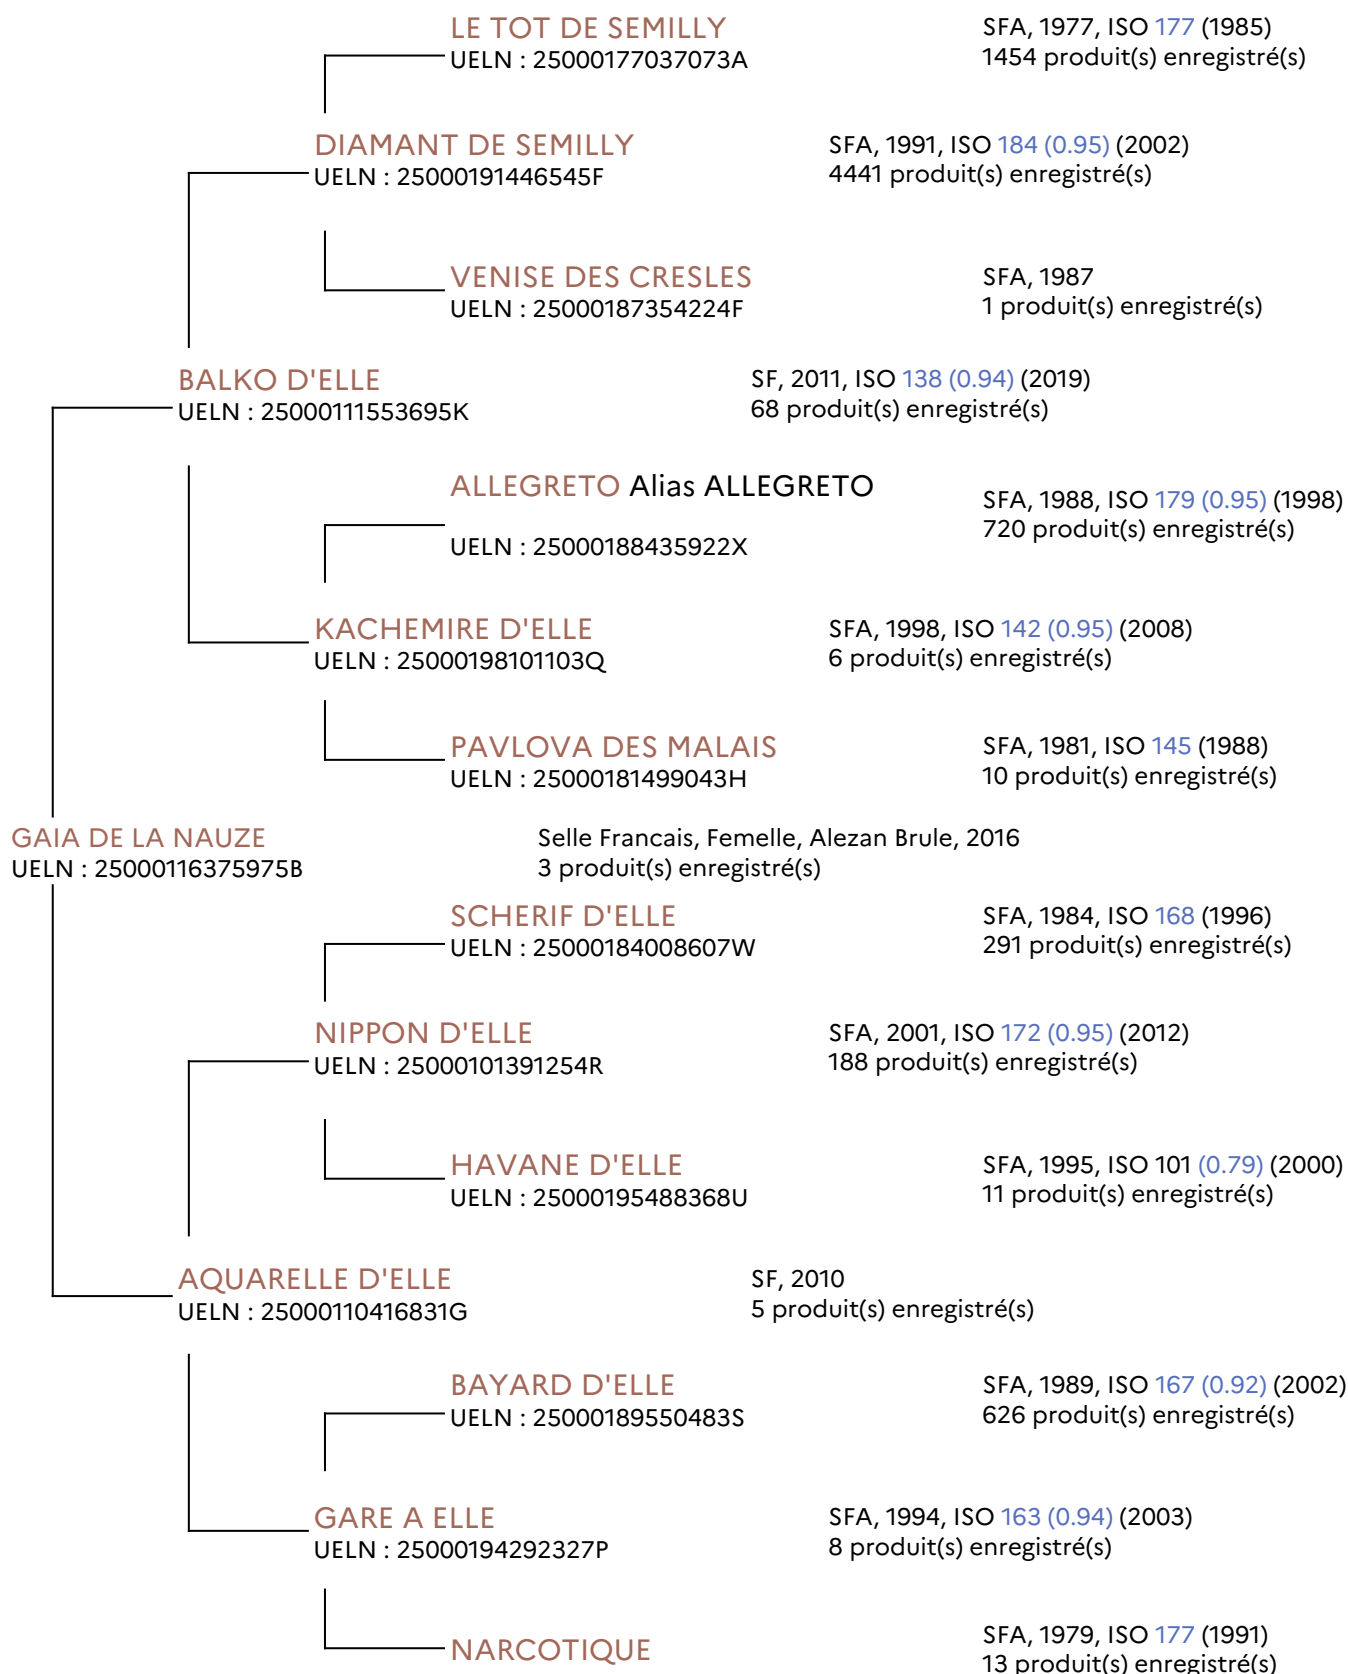 LE TOT DE SEMILLY
SFA, 1977, ISO 177 (1985)
UELN : 25000177037073A
1454 produit(s) enregistré(s)
DIAMANT DE SEMILLY
SFA, 1991, ISO 184 (0.95) (2002)
UELN : 25000191446545F
4441 produit(s) enregistré(s)
VENISE DES CRESLES
SFA, 1987
UELN : 25000187354224F
1 produit(s) enregistré(s)
BALKO D'ELLE
SF, 2011, ISO 138 (0.94) (2019)
UELN : 25000111553695K
68 produit(s) enregistré(s)
ALLEGRETO Alias ALLEGRETO
SFA, 1988, ISO 179 (0.95) (1998)
720 produit(s) enregistré(s)
UELN : 25000188435922X
KACHEMIRE D'ELLE
SFA, 1998, ISO 142 (0.95) (2008)
UELN : 25000198101103Q
6 produit(s) enregistré(s)
PAVLOVA DES MALAIS
SFA, 1981, ISO 145 (1988)
UELN : 25000181499043H
10 produit(s) enregistré(s)
GAIA DE LA NAUZE
Selle Francais, Femelle, Alezan Brule, 2016
UELN : 25000116375975B
3 produit(s) enregistré(s)
SCHERIF D'ELLE
SFA, 1984, ISO 168 (1996)
UELN : 25000184008607W
291 produit(s) enregistré(s)
NIPPON D'ELLE
SFA, 2001, ISO 172 (0.95) (2012)
UELN : 25000101391254R
188 produit(s) enregistré(s)
HAVANE D'ELLE
SFA, 1995, ISO 101 (0.79) (2000)
UELN : 25000195488368U
11 produit(s) enregistré(s)
AQUARELLE D'ELLE
SF, 2010
UELN : 25000110416831G
5 produit(s) enregistré(s)
BAYARD D'ELLE
SFA, 1989, ISO 167 (0.92) (2002)
UELN : 25000189550483S
626 produit(s) enregistré(s)
GARE A ELLE
SFA, 1994, ISO 163 (0.94) (2003)
UELN : 25000194292327P
8 produit(s) enregistré(s)
NARCOTIQUE
SFA, 1979, ISO 177 (1991)
13 produit(s) enregistré(s)